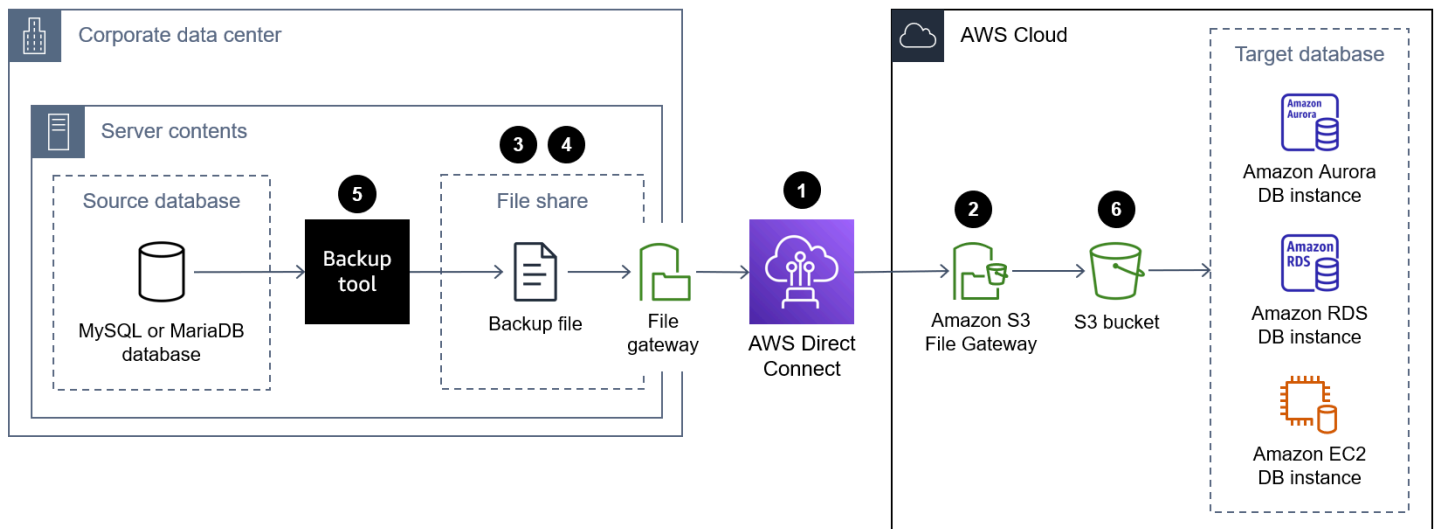 Corporate data center
AWS Cloud
Target database
Server contents
3 4
Source database
5
File share
1
2
6
Backup
tool
MySQL or MariaDB
database
Backup file
File
gateway
AWS Direct
Connect
Amazon S3
File Gateway
S3 bucket
Amazon
Aurora
Amazon Aurora
DB instance
Amazon
RDS
Amazon RDS
DB instance
Amazon EC2
DB instance